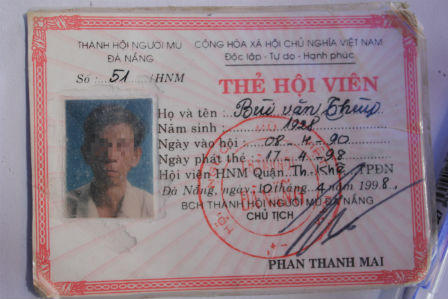 THÀNH HỘI NGƯỜI MÙ
ĐÀ NẴNG
Số :....51..../HNM
CỘNG HÒA XÃ HỘI CHỦ NGHĨA VIỆT NAM
Độc lập - Tự do - Hạnh phúc
THẺ HỘI VIÊN
Họ và tên : Bùi văn
Năm sinh : 1928
Ngày vào hội : 08 - 4 - 90
Ngày phát thẻ : 17 - 4 - 98
Hội viên HNM Quận Th. Khê TPĐN
Đà Nẵng, ngày 10 tháng 4 năm 1998
BCH THÀNH HỘI NGƯỜI MÙ ĐÀ NẴNG
CHỦ TỊCH
PHAN THANH MAI